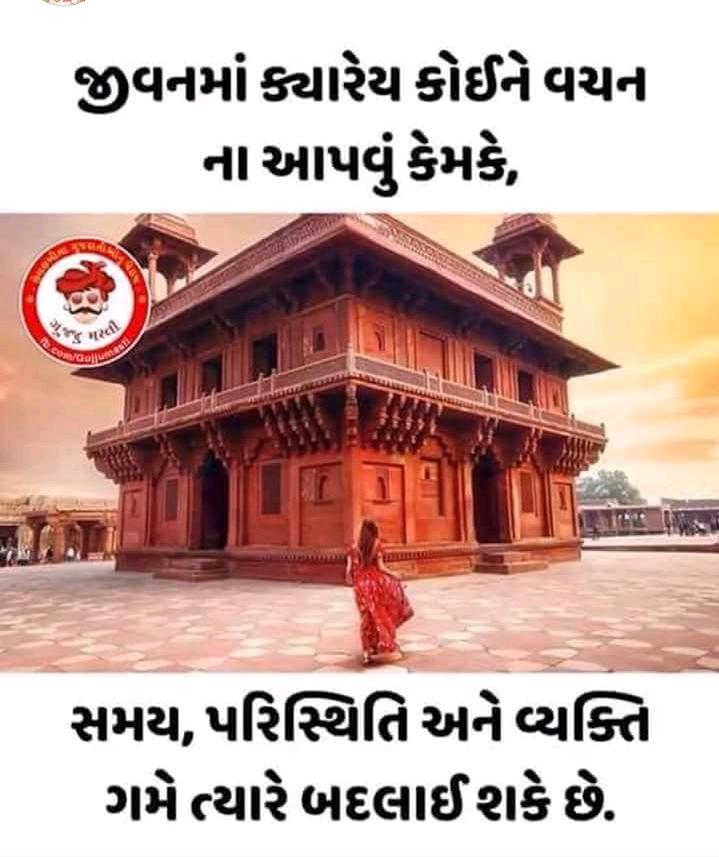 જીવનમાં ક્યારેય કોઈને વચન
ના આપવું કેમકે,
ગુજ્જુ મસ્તી
fb.com/Gujjumasti
સમય, પરિસ્થિતિ અને વ્યક્તિ
ગમે ત્યારે બદલાઈ શકે છે.